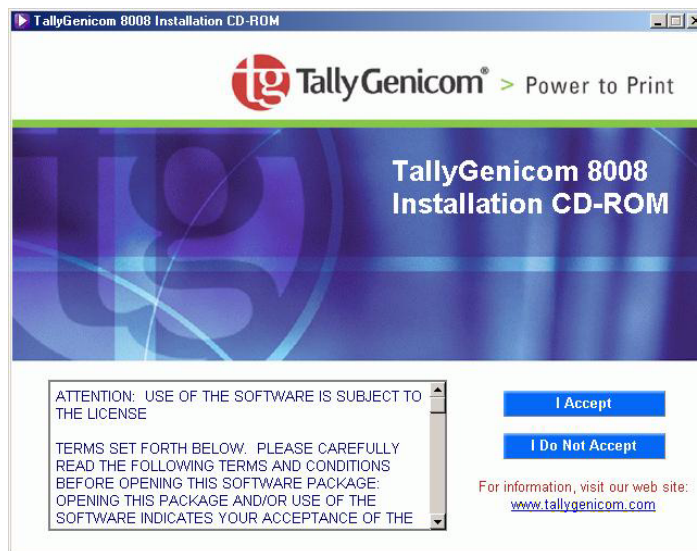 TallyGenicom 8008 Installation CD-ROM
tg TallyGenicom® > Power to Print
tg
TallyGenicom 8008
Installation CD-ROM
ATTENTION: USE OF THE SOFTWARE IS SUBJECT TO
THE LICENSE
TERMS SET FORTH BELOW. PLEASE CAREFULLY
READ THE FOLLOWING TERMS AND CONDITIONS
BEFORE OPENING THIS SOFTWARE PACKAGE:
OPENING THIS PACKAGE AND/OR USE OF THE
SOFTWARE INDICATES YOUR ACCEPTANCE OF THE
I Accept
I Do Not Accept
For information, visit our web site:
www.tallygenicom.com